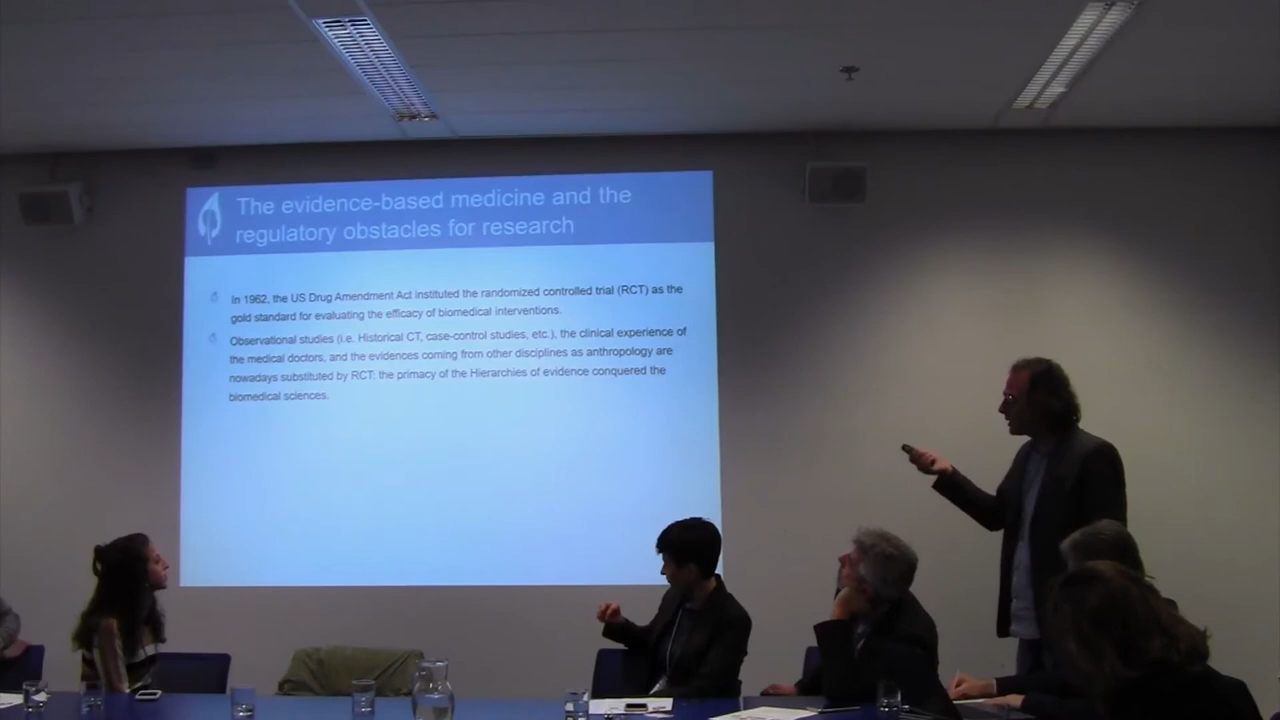 The evidence-based medicine and the
regulatory obstacles for research
In 1962, the US Drug Amendment Act instituted the randomized controlled trial (RCT) as the
gold standard for evaluating the efficacy of biomedical interventions.
Observational studies (i.e. Historical CT, case-control studies, etc.), the clinical experience of
the medical doctors, and the evidences coming from other disciplines as anthropology are
nowadays substituted by RCT: the primacy of the Hierarchies of evidence conquered the
biomedical sciences.